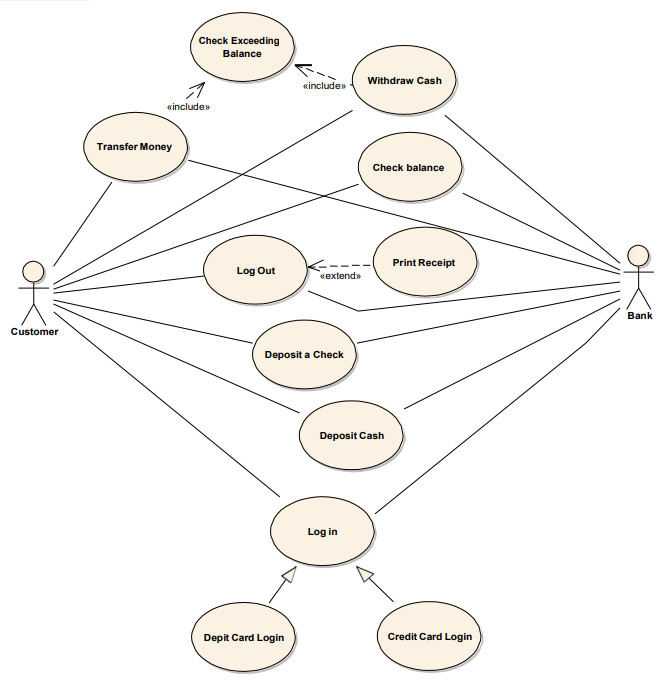 Check Exceeding
Balance
Withdraw Cash
«include»
«include»
Transfer Money
Check balance
Log Out
Print Receipt
«extend»
Customer
Bank
Deposit a Check
Deposit Cash
Log in
Depit Card Login
Credit Card Login